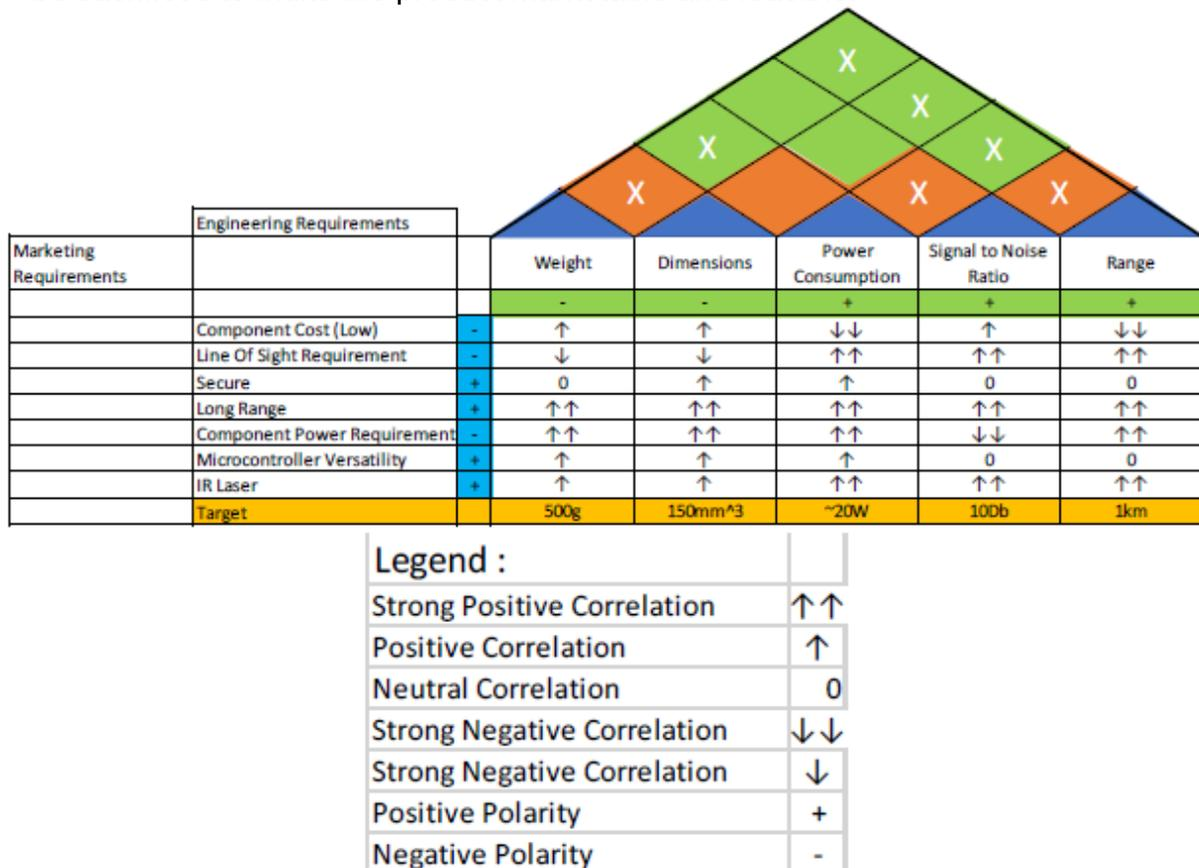 X
X
X
X
X
X
X
Engineering Requirements
Marketing Requirements
Weight Dimensions Power Consumption Signal to Noise Ratio Range
- - + + +
Component Cost (Low) - ↑ ↑ ↓↓ ↑ ↓↓
Line Of Sight Requirement - ↓ ↓ ↑↑ ↑↑ ↑↑
Secure + 0 ↑ ↑ 0 0
Long Range + ↑↑ ↑↑ ↑↑ ↑↑ ↑↑
Component Power Requirement - ↑↑ ↑↑ ↑↑ ↓↓ ↑↑
Microcontroller Versatility + ↑ ↑ ↑ 0 0
IR Laser + ↑ ↑ ↑↑ ↑↑ ↑↑
Target 500g 150mm^3 ~20W 10Db 1km
Legend :
Strong Positive Correlation ↑↑
Positive Correlation ↑
Neutral Correlation 0
Strong Negative Correlation ↓↓
Strong Negative Correlation ↓
Positive Polarity +
Negative Polarity -